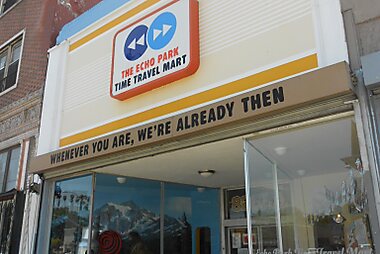 THE ECHO PARK
TIME TRAVEL MART
WHENEVER YOU ARE, WE'RE ALREADY THEN